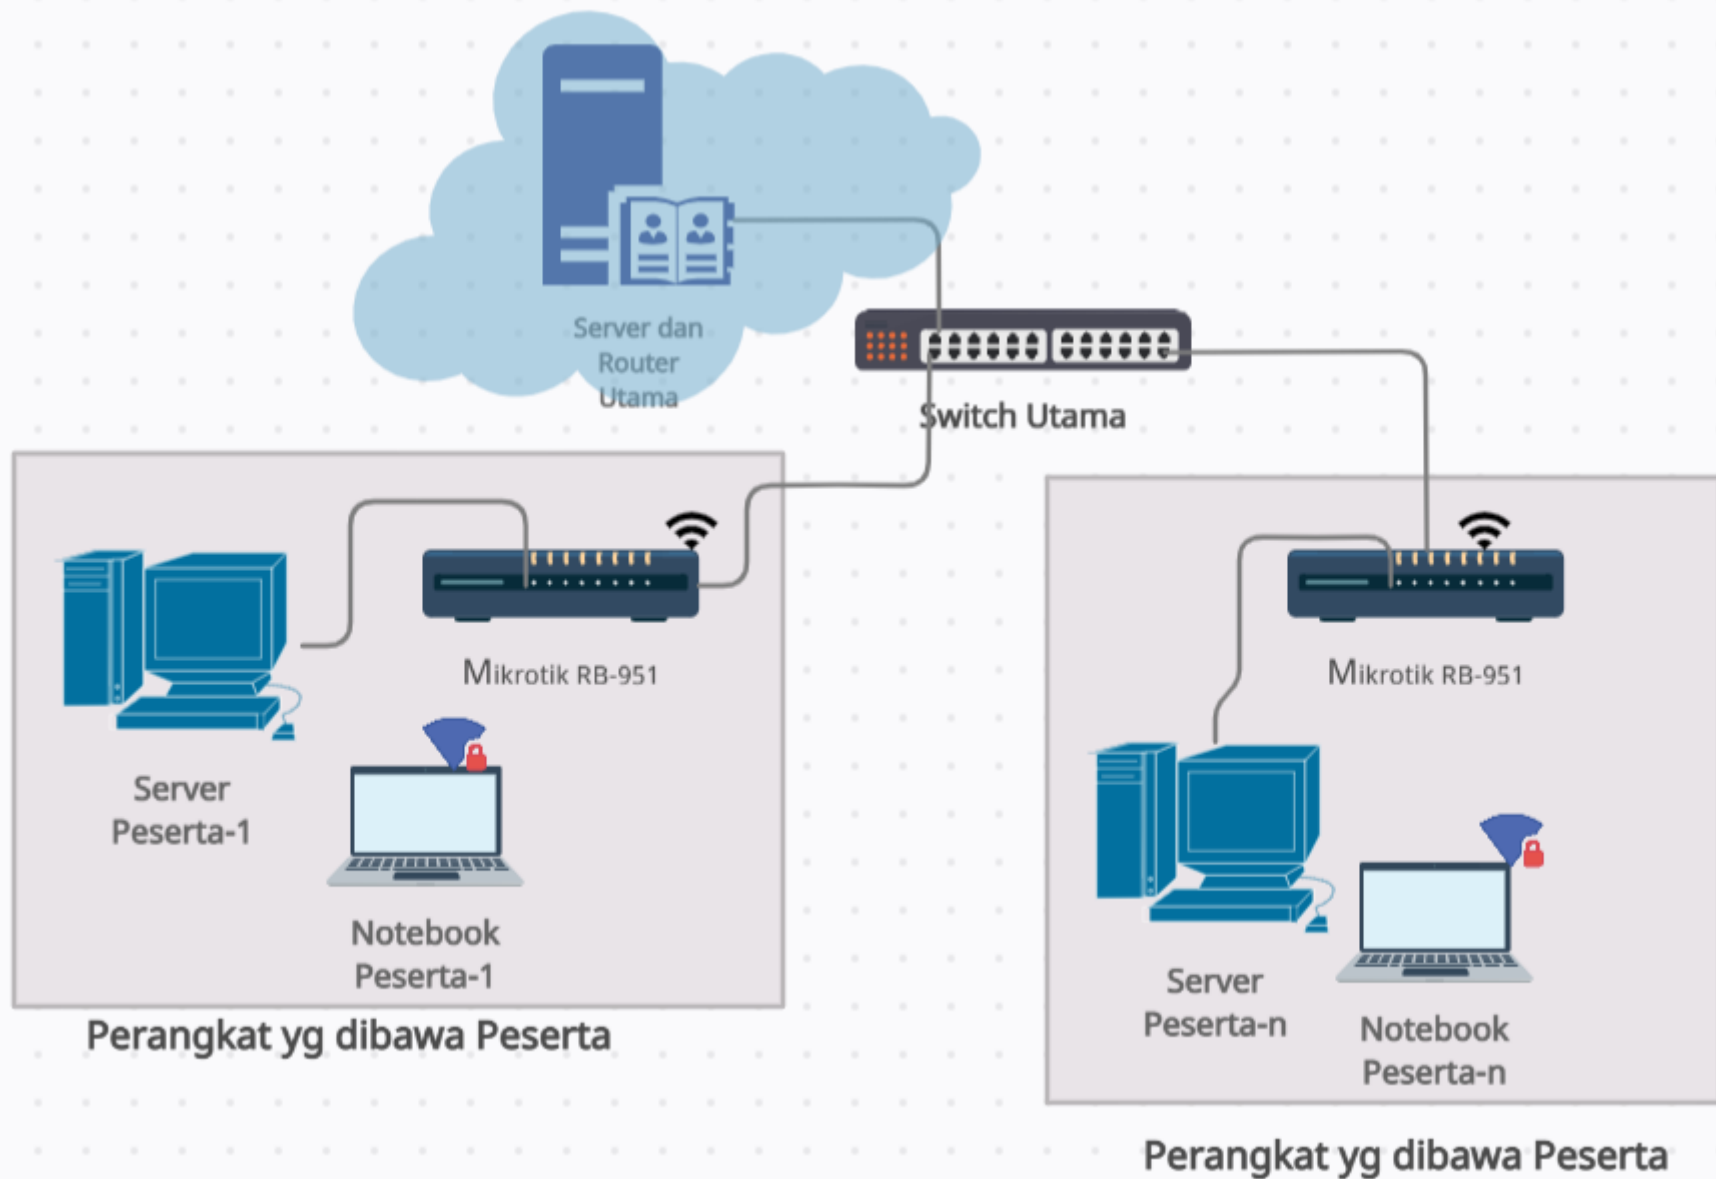 Server dan
Router
Utama
Switch Utama
Mikrotik RB-951
Server
Peserta-1
Notebook
Peserta-1
Perangkat yg dibawa Peserta
Mikrotik RB-951
Server
Peserta-n
Notebook
Peserta-n
Perangkat yg dibawa Peserta